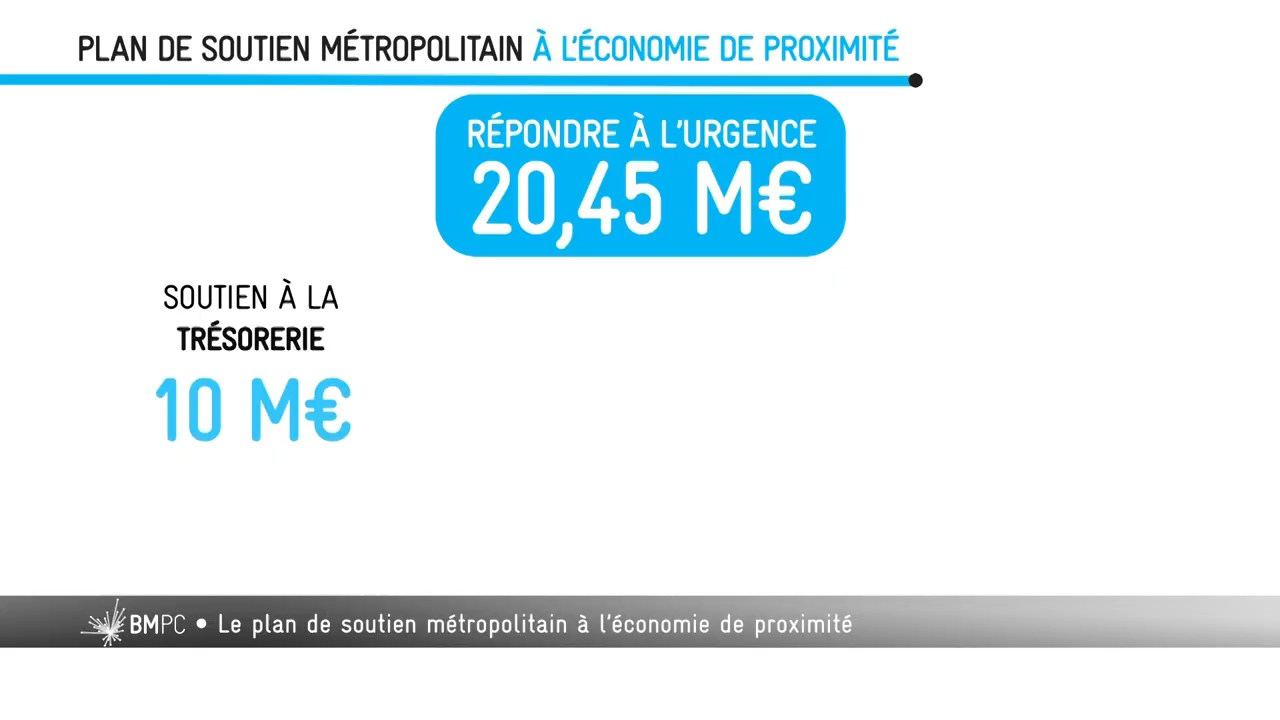 PLAN DE SOUTIEN MÉTROPOLITAIN À L'ÉCONOMIE DE PROXIMITÉ
RÉPONDRE À L'URGENCE
20,45 M€
SOUTIEN À LA
TRÉSORERIE
10 M€
BMPC • Le plan de soutien métropolitain à l'économie de proximité